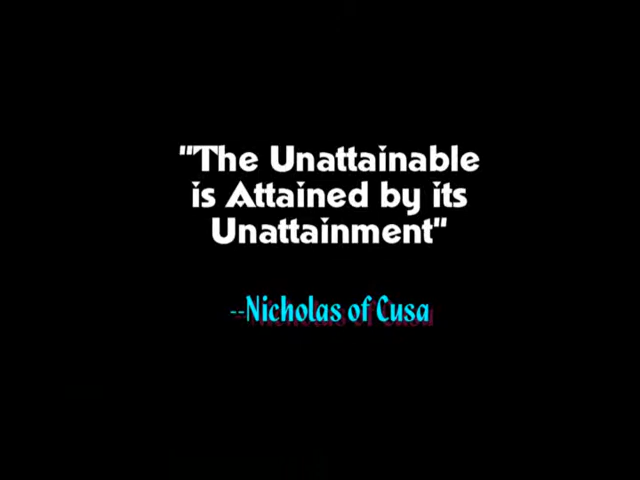 "The Unattainable
is Attained by its
Unattainment"
--Nicholas of Cusa